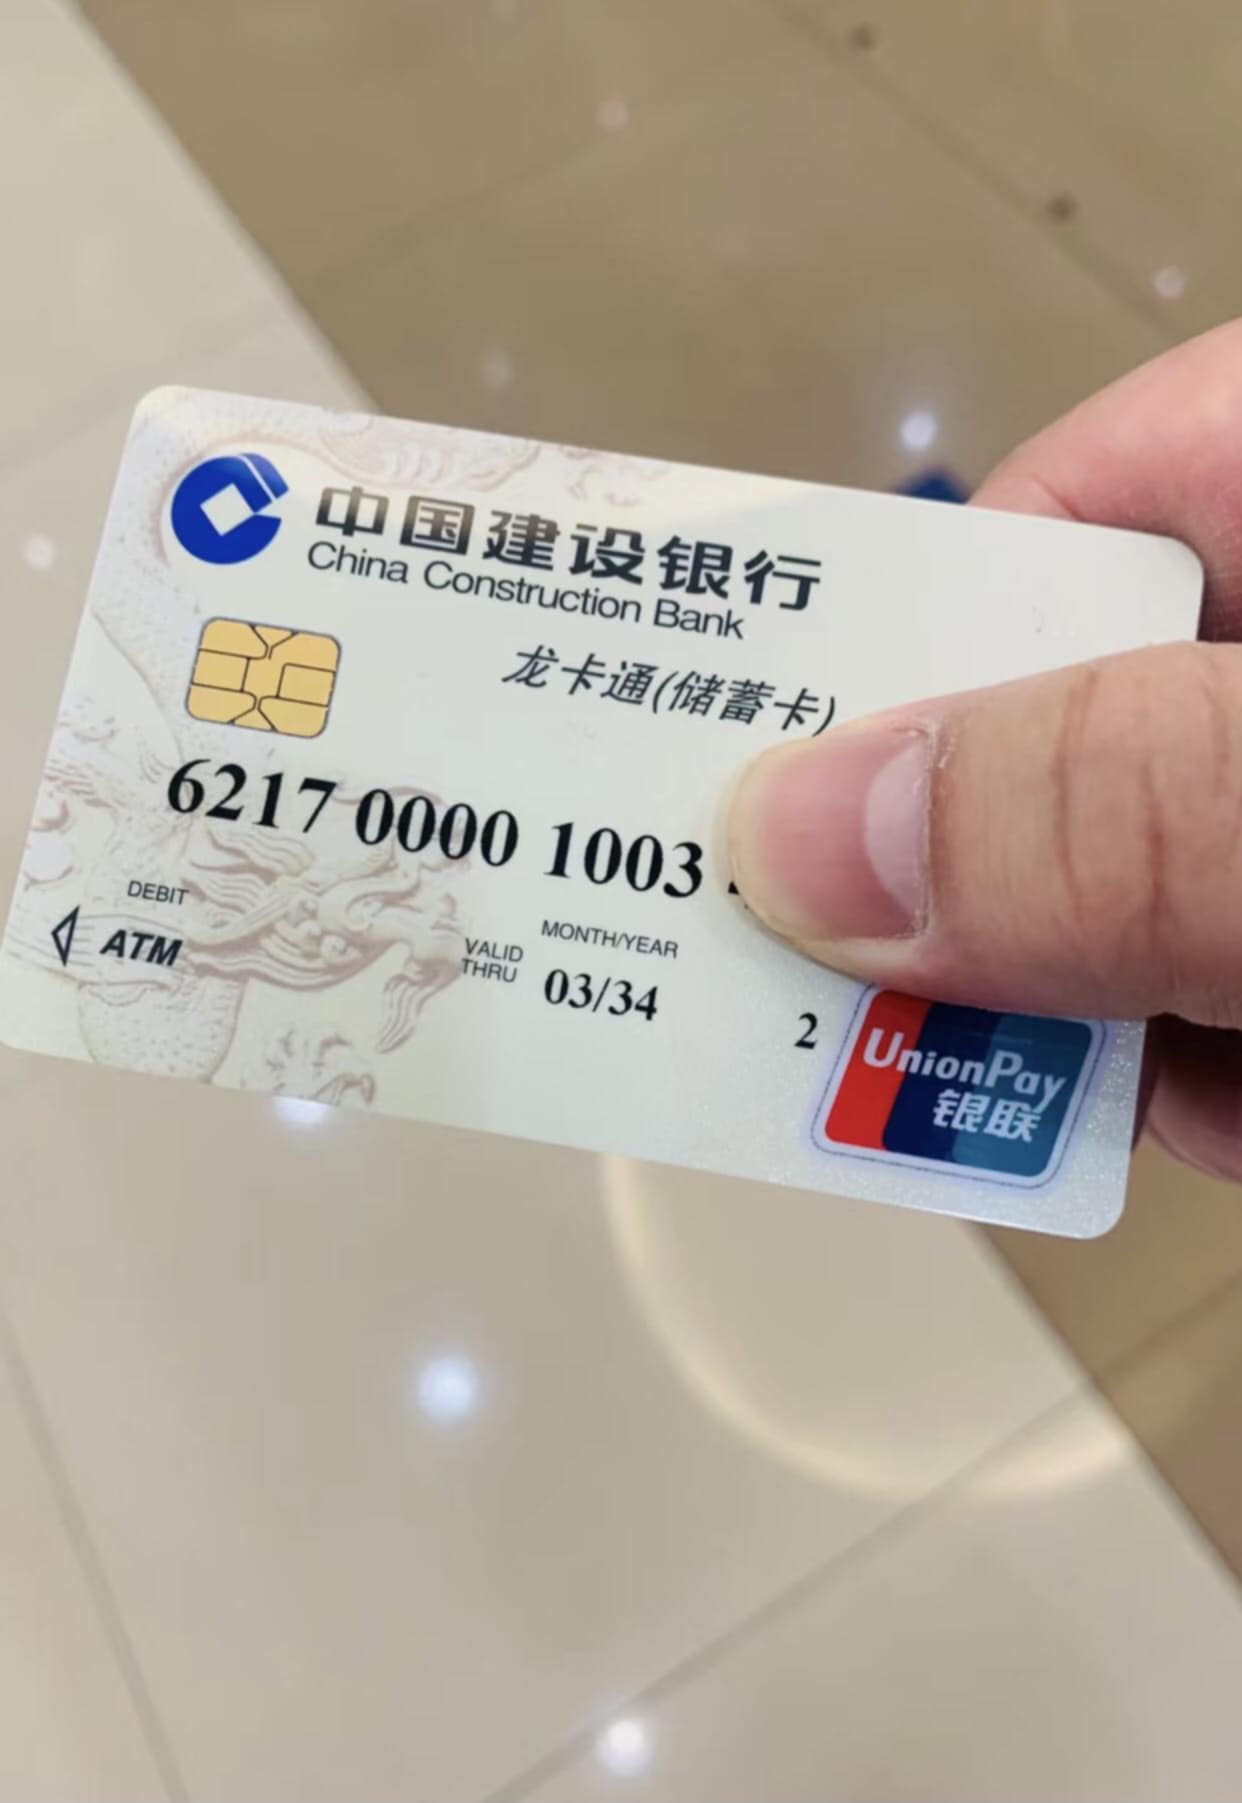 中国建设银行
China Construction Bank
龙卡通(储蓄卡)
6217 0000 1003
DEBIT
ATM
MONTH/YEAR
VALID
THRU
03/34
2
UnionPay
银联